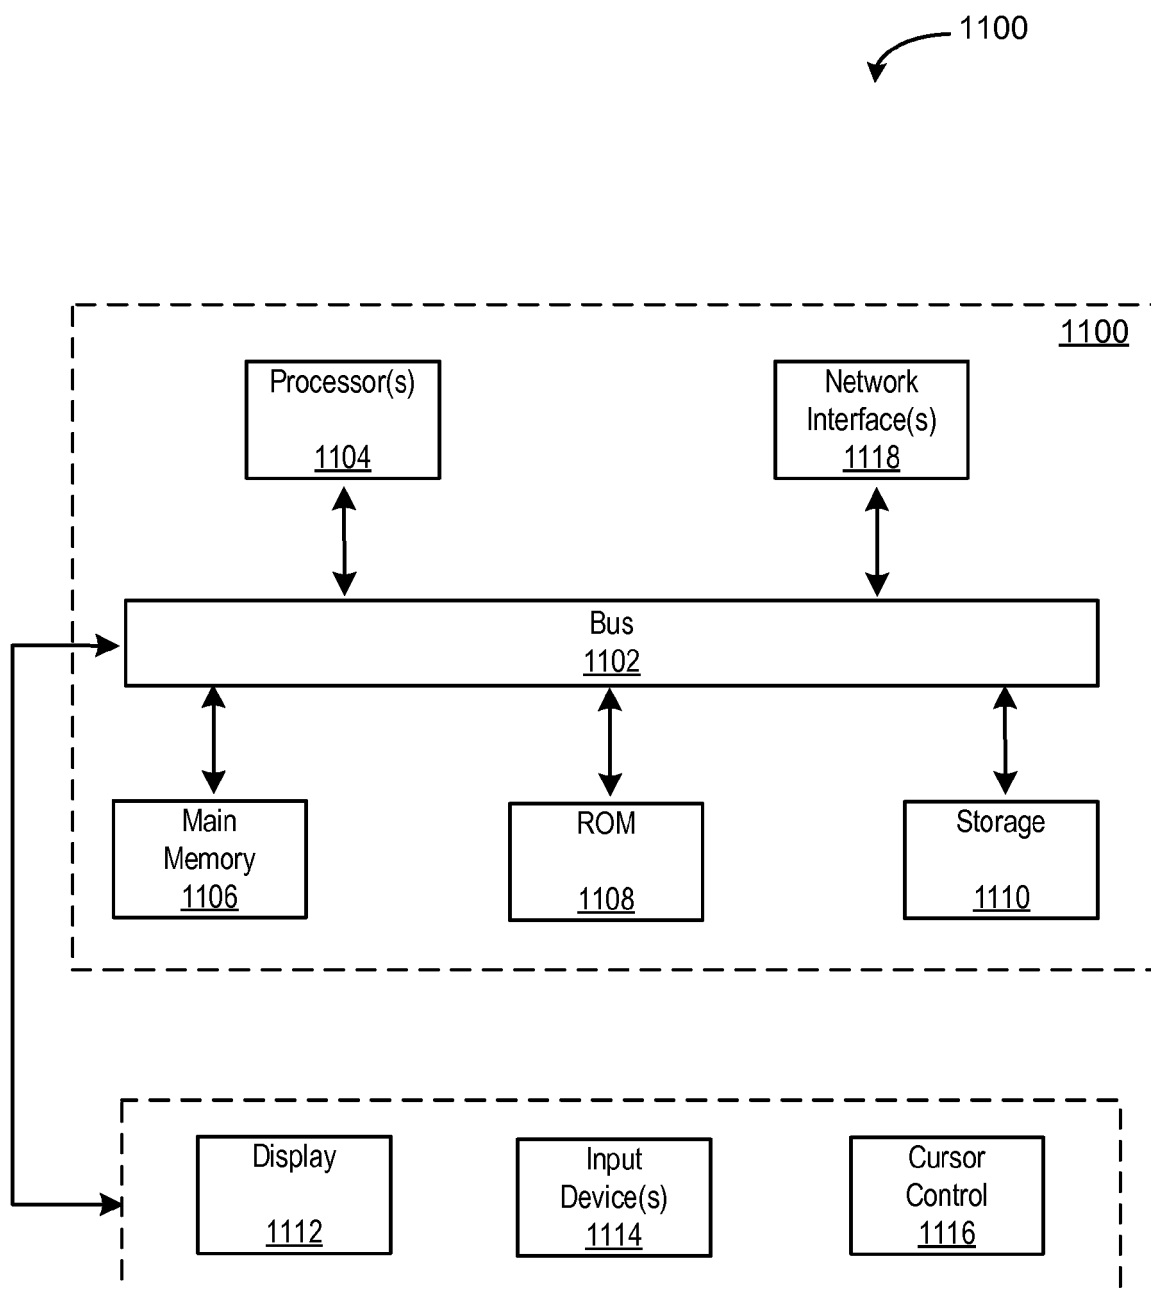 1100
1100
Processor(s)
1104
Network
Interface(s)
1118
Bus
1102
Main
Memory
1106
ROM
1108
Storage
1110
Display
1112
Input
Device(s)
1114
Cursor
Control
1116